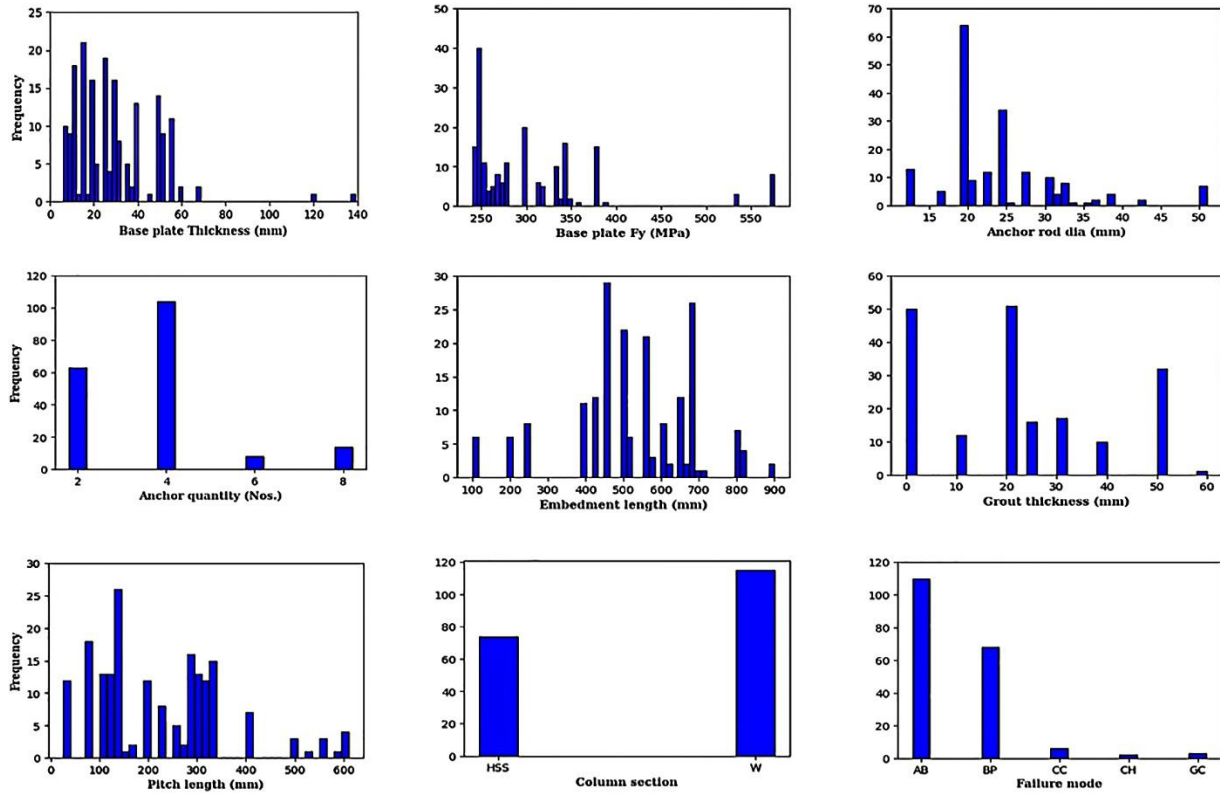 25
20
15
10
5
0
Frequency
0 20 40 60 80 100 120 140
Base plate Thickness (mm)
50
40
30
20
10
0
250 300 350 400 450 500 550
Base plate Fy (MPa)
70
60
50
40
30
20
10
0
15 20 25 30 35 40 45 50
Anchor rod dia (mm)
120
100
80
60
40
20
0
Frequency
2 4 6 8
Anchor quantity (Nos.)
30
25
20
15
10
5
0
100 200 300 400 500 600 700 800 900
Embedment length (mm)
60
50
40
30
20
10
0
0 10 20 30 40 50 60
Grout thickness (mm)
30
25
20
15
10
5
0
Frequency
0 100 200 300 400 500 600
Pitch length (mm)
120
100
80
60
40
20
0
HSS W
Column section
120
100
80
60
40
20
0
AB BP CC CH GC
Failure mode